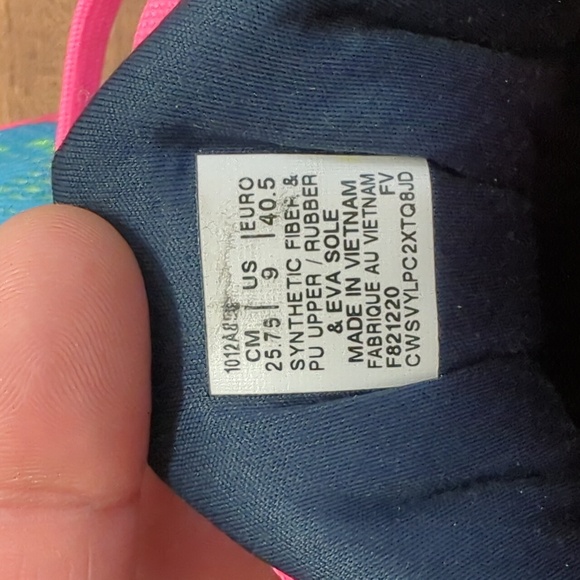 CM | US | EURO
25.75 | 9 | 40.5
SYNTHETIC FIBER &
PU UPPER / RUBBER
& EVA SOLE
MADE IN VIETNAM
FABRIQUE AU VIETNAM
F821220 FV
CWSVYLPC2XTQ8JD